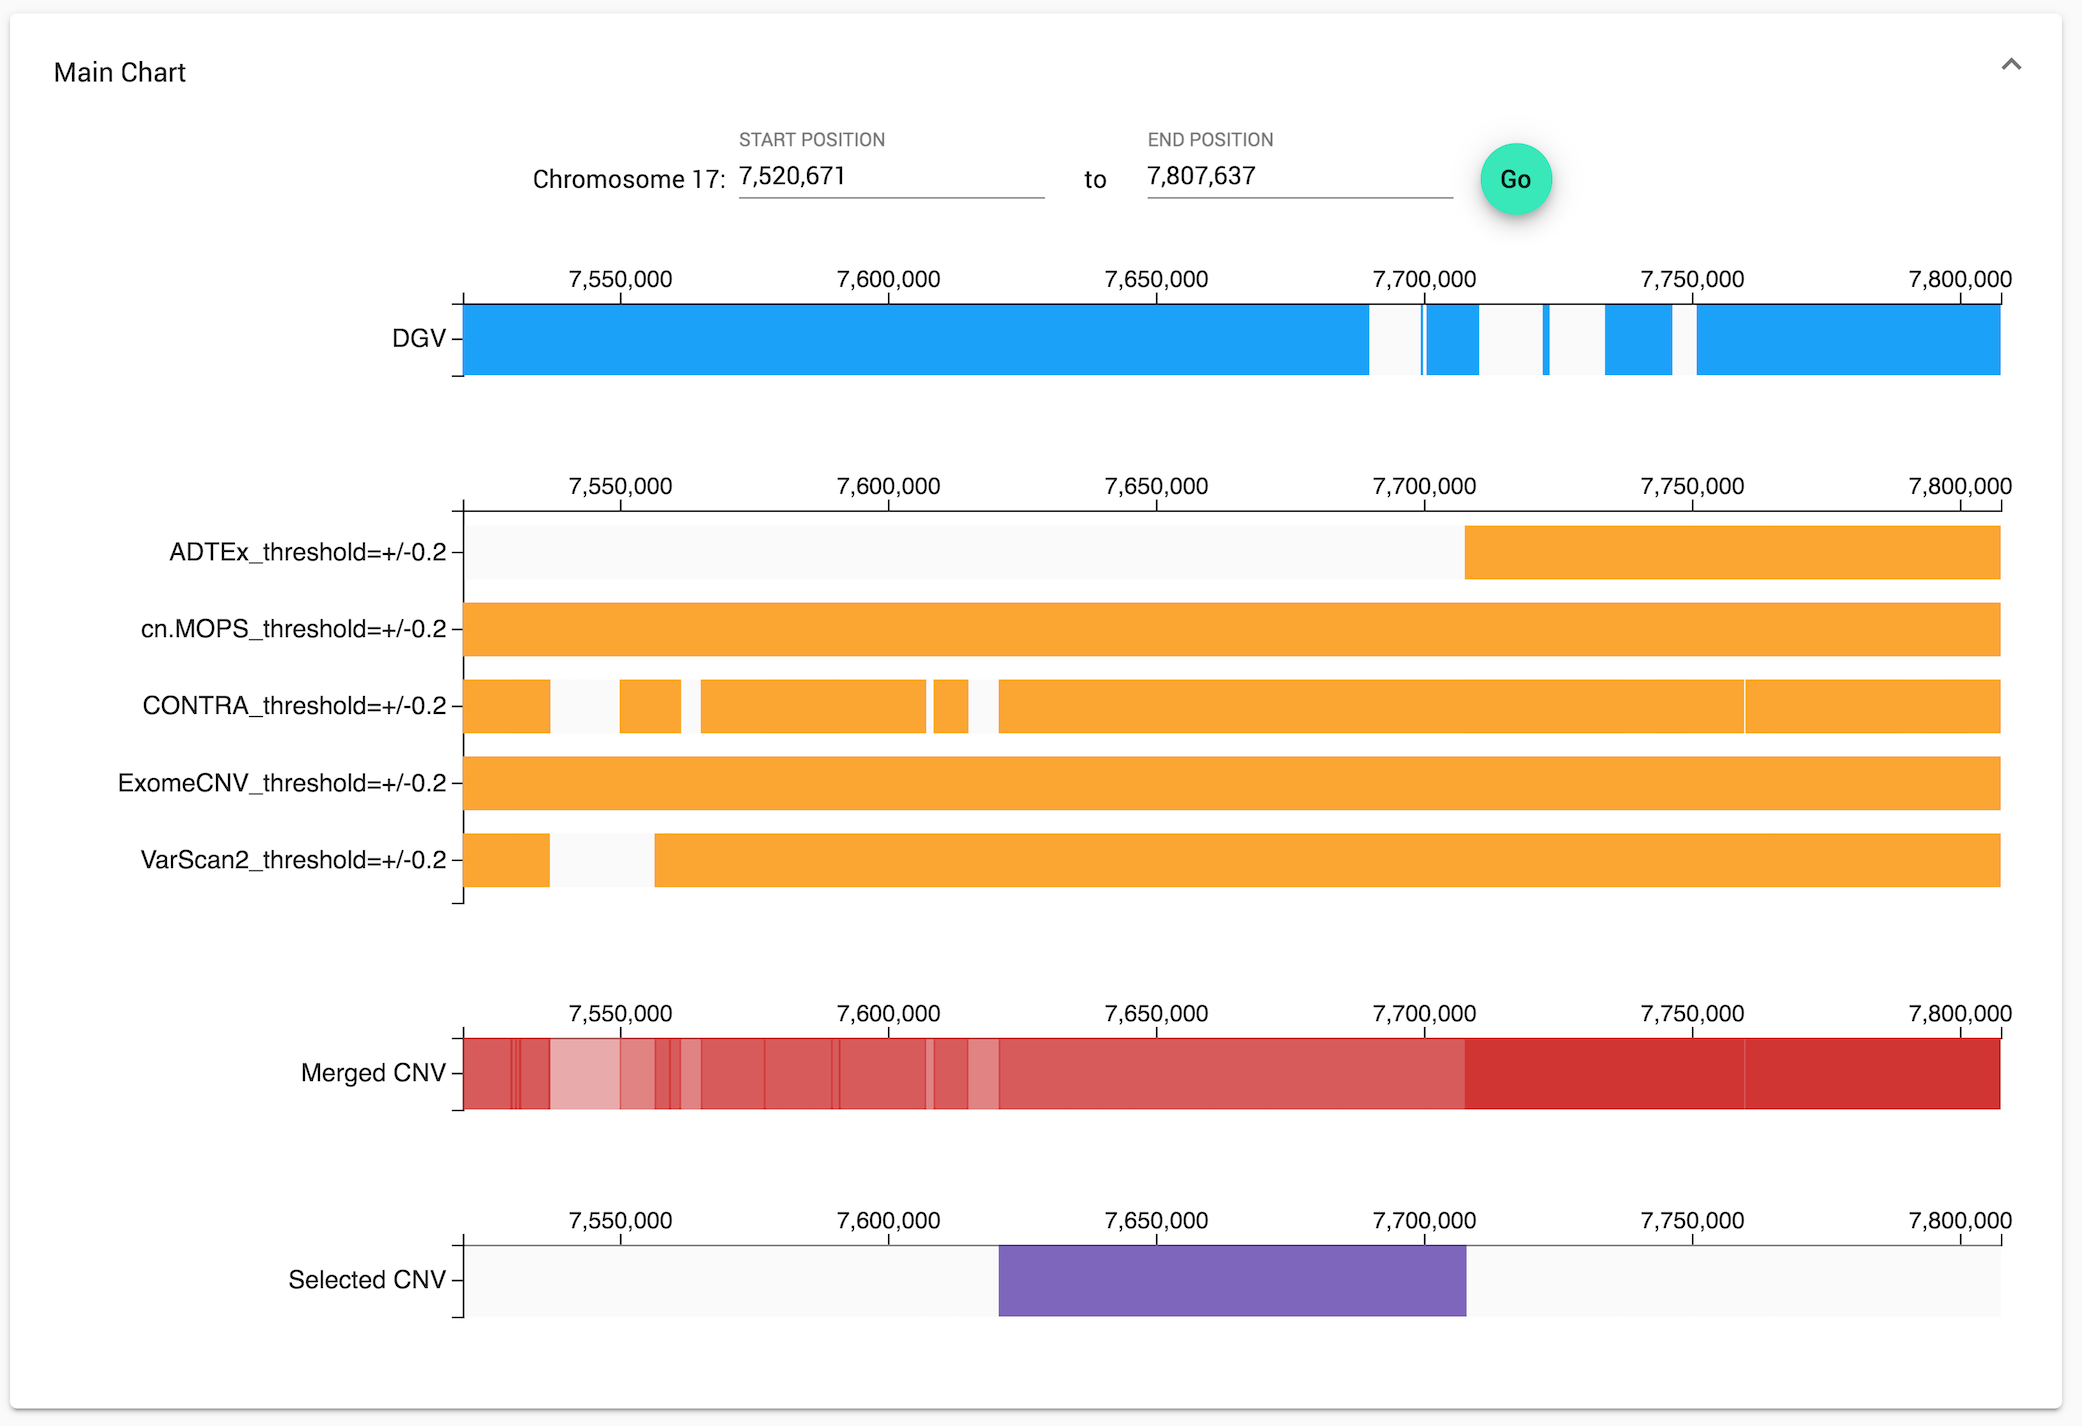 Main Chart
START POSITION END POSITION
Chromosome 17: 7,520,671 to 7,807,637 Go
7,550,000 7,600,000 7,650,000 7,700,000 7,750,000 7,800,000
DGV
7,550,000 7,600,000 7,650,000 7,700,000 7,750,000 7,800,000
ADTEx_threshold=+/-0.2
cn.MOPS_threshold=+/-0.2
CONTRA_threshold=+/-0.2
ExomeCNV_threshold=+/-0.2
VarScan2_threshold=+/-0.2
7,550,000 7,600,000 7,650,000 7,700,000 7,750,000 7,800,000
Merged CNV
7,550,000 7,600,000 7,650,000 7,700,000 7,750,000 7,800,000
Selected CNV